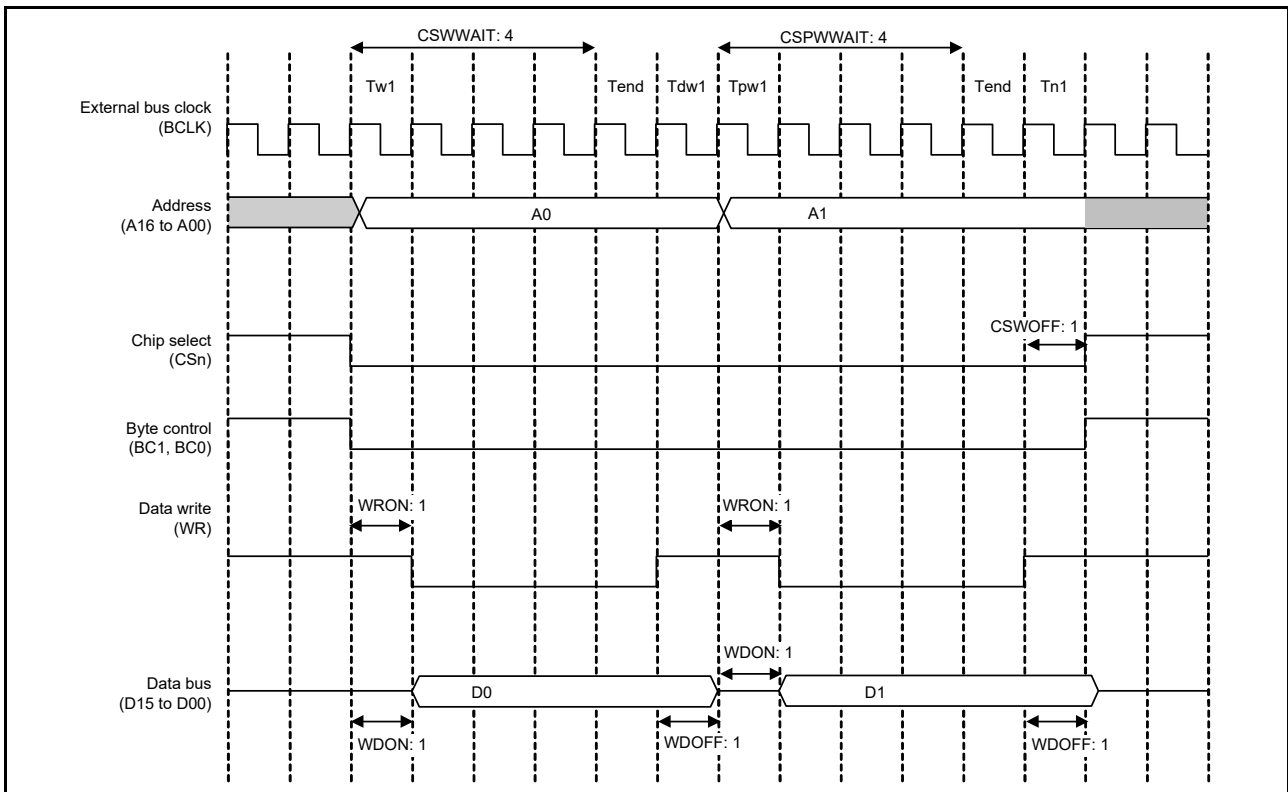 CSWWAIT: 4
CSPWWAIT: 4
Tw1
Tend
Tdw1
Tpw1
Tend
Tn1
External bus clock
(BCLK)
Address
(A16 to A00)
A0
A1
CSWOFF: 1
Chip select
(CSn)
Byte control
(BC1, BC0)
Data write
(WR)
WRON: 1
WRON: 1
WDON: 1
Data bus
(D15 to D00)
D0
D1
WDON: 1
WDOFF: 1
WDOFF: 1